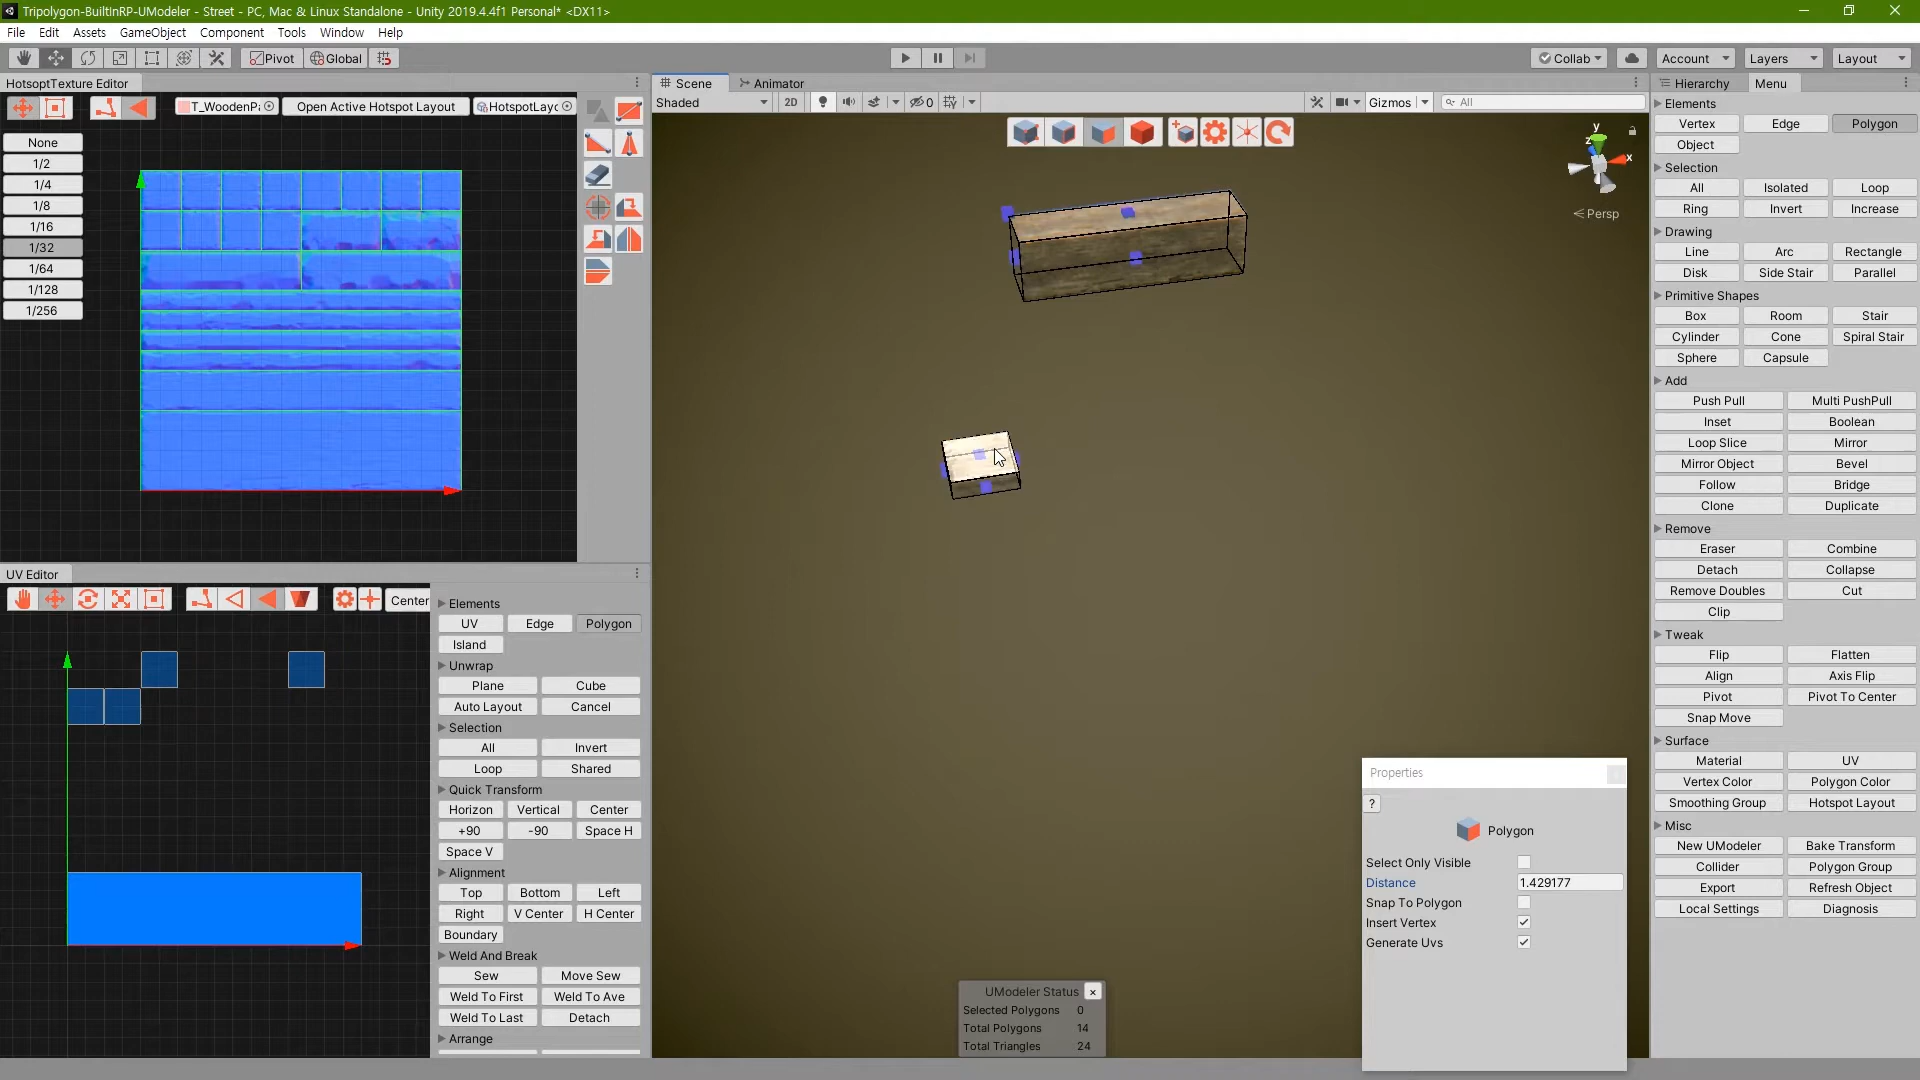 Tripolygon-BuiltInRP-UModeler - Street - PC, Mac & Linux Standalone - Unity 2019.4.4f1 Personal* <DX11>
File Edit Assets GameObject Component Tools Window Help
Pivot Global Collab Account Layers Layout
HotsoptTexture Editor
T_WoodenPa Open Active Hotspot Layout HotspotLayc
None
1/2
1/4
1/8
1/16
1/32
1/64
1/128
1/256
UV Editor
Center
Elements
UV Edge Polygon
Island
Unwrap
Plane Cube
Auto Layout Cancel
Selection
All Invert
Loop Shared
Quick Transform
Horizon Vertical Center
+90 -90 Space H
Space V
Alignment
Top Bottom Left
Right V Center H Center
Boundary
Weld And Break
Sew Move Sew
Weld To First Weld To Ave
Weld To Last Detach
Arrange
Scene Animator
Shaded 2D 0 Gizmos All
y
z x
Persp
UModeler Status ×
Selected Polygons 0
Total Polygons 14
Total Triangles 24
Properties
?
Polygon
Select Only Visible
Distance 1.429177
Snap To Polygon
Insert Vertex
Generate Uvs
Hierarchy Menu
Elements
Vertex Edge Polygon
Object
Selection
All Isolated Loop
Ring Invert Increase
Drawing
Line Arc Rectangle
Disk Side Stair Parallel
Primitive Shapes
Box Room Stair
Cylinder Cone Spiral Stair
Sphere Capsule
Add
Push Pull Multi PushPull
Inset Boolean
Loop Slice Mirror
Mirror Object Bevel
Follow Bridge
Clone Duplicate
Remove
Eraser Combine
Detach Collapse
Remove Doubles Cut
Clip
Tweak
Flip Flatten
Align Axis Flip
Pivot Pivot To Center
Snap Move
Surface
Material UV
Vertex Color Polygon Color
Smoothing Group Hotspot Layout
Misc
New UModeler Bake Transform
Collider Polygon Group
Export Refresh Object
Local Settings Diagnosis